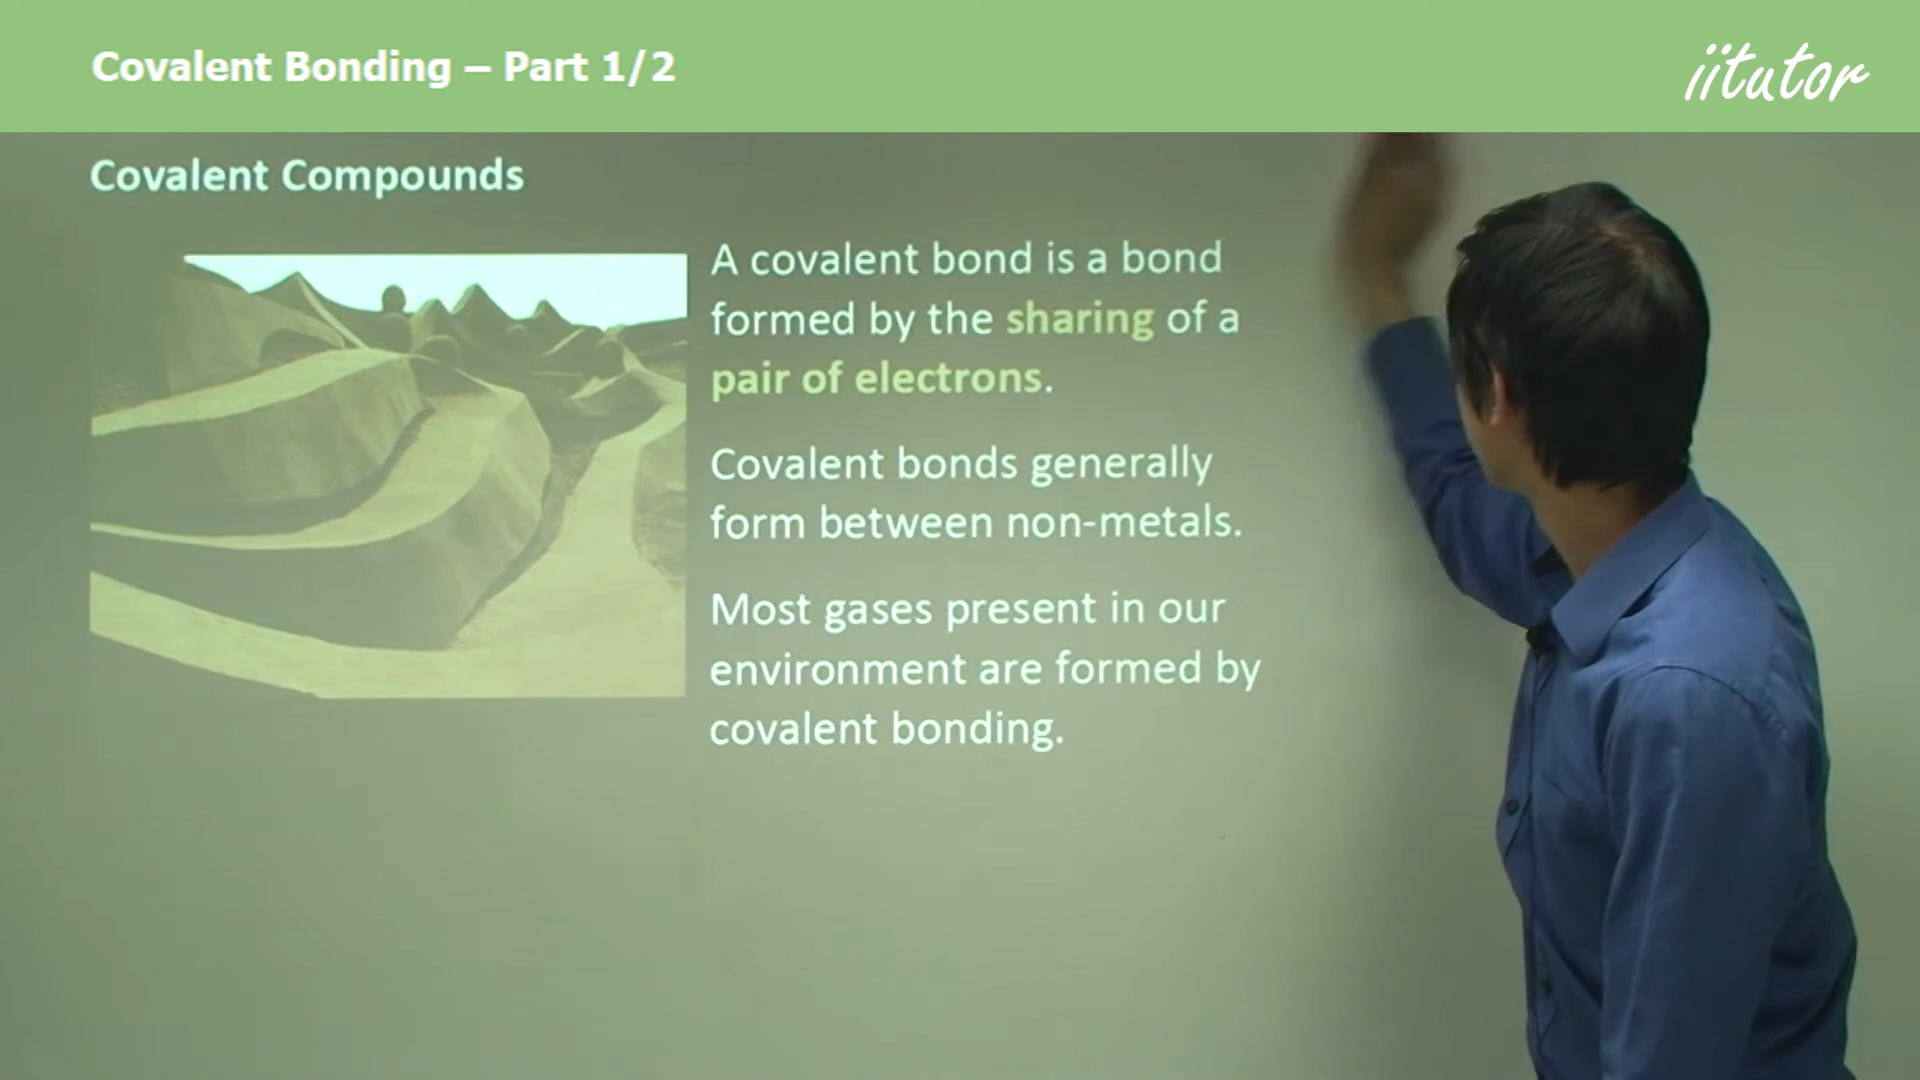 Covalent Bonding – Part 1/2
iitutor
Covalent Compounds
A covalent bond is a bond
formed by the sharing of a
pair of electrons.
Covalent bonds generally
form between non-metals.
Most gases present in our
environment are formed by
covalent bonding.